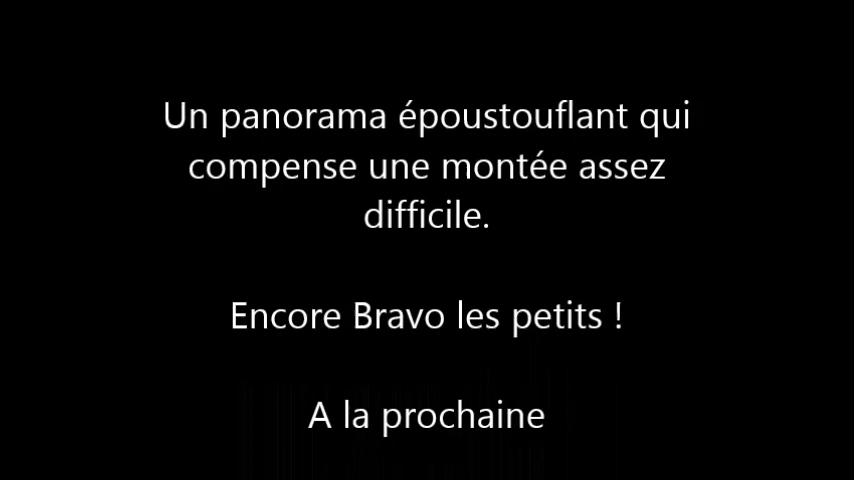 Un panorama époustouflant qui
compense une montée assez
difficile.
Encore Bravo les petits !
A la prochaine